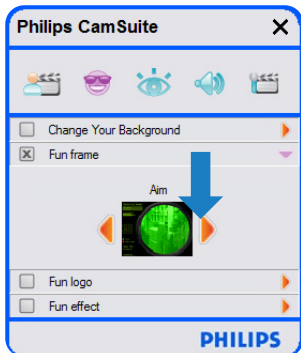 Philips CamSuite
Change Your Background
Fun frame
Aim
Fun logo
Fun effect
PHILIPS